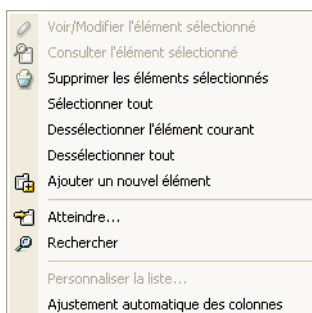 Voir/Modifier l'élément sélectionné
Consulter l'élément sélectionné
Supprimer les éléments sélectionnés
Sélectionner tout
Dessélectionner l'élément courant
Dessélectionner tout
Ajouter un nouvel élément
Atteindre...
Rechercher
Personnaliser la liste...
Ajustement automatique des colonnes